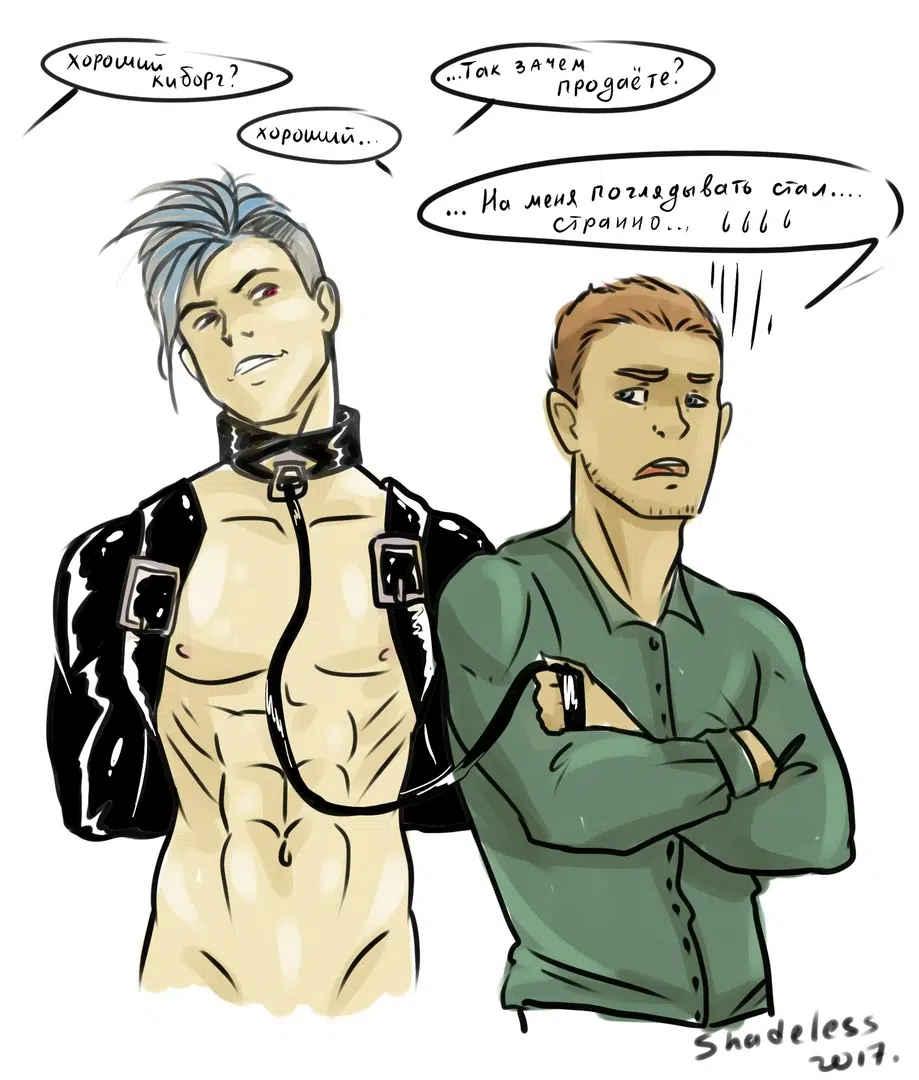 хороший
киборг?
...Так зачем
продаёте?
хороший...
... На меня поглядывать стал....
странно...
Shadeless
2017.